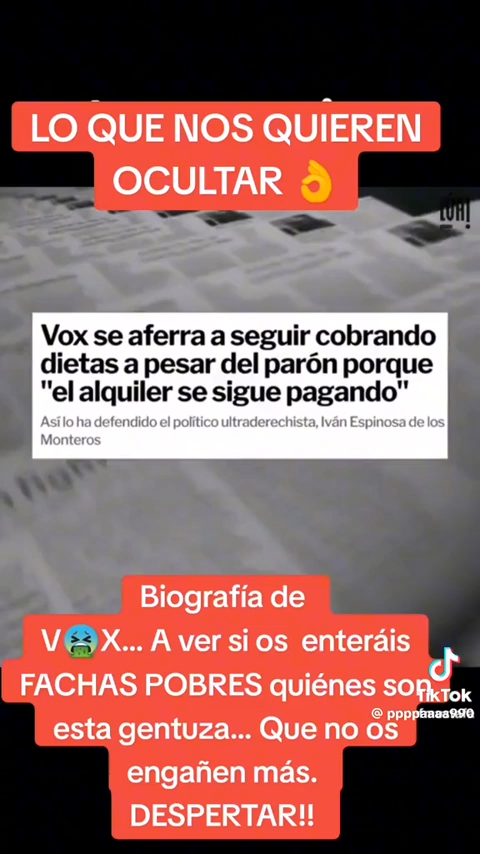 LO QUE NOS QUIEREN
OCULTAR 👌
Vox se aferra a seguir cobrando
dietas a pesar del parón porque
"el alquiler se sigue pagando"
Así lo ha defendido el político ultraderechista, Iván Espinosa de los
Monteros
Biografía de
V🤮X... A ver si os enteráis
FACHAS POBRES quiénes son
esta gentuza... Que no os
engañen más.
DESPERTAR!!
TikTok